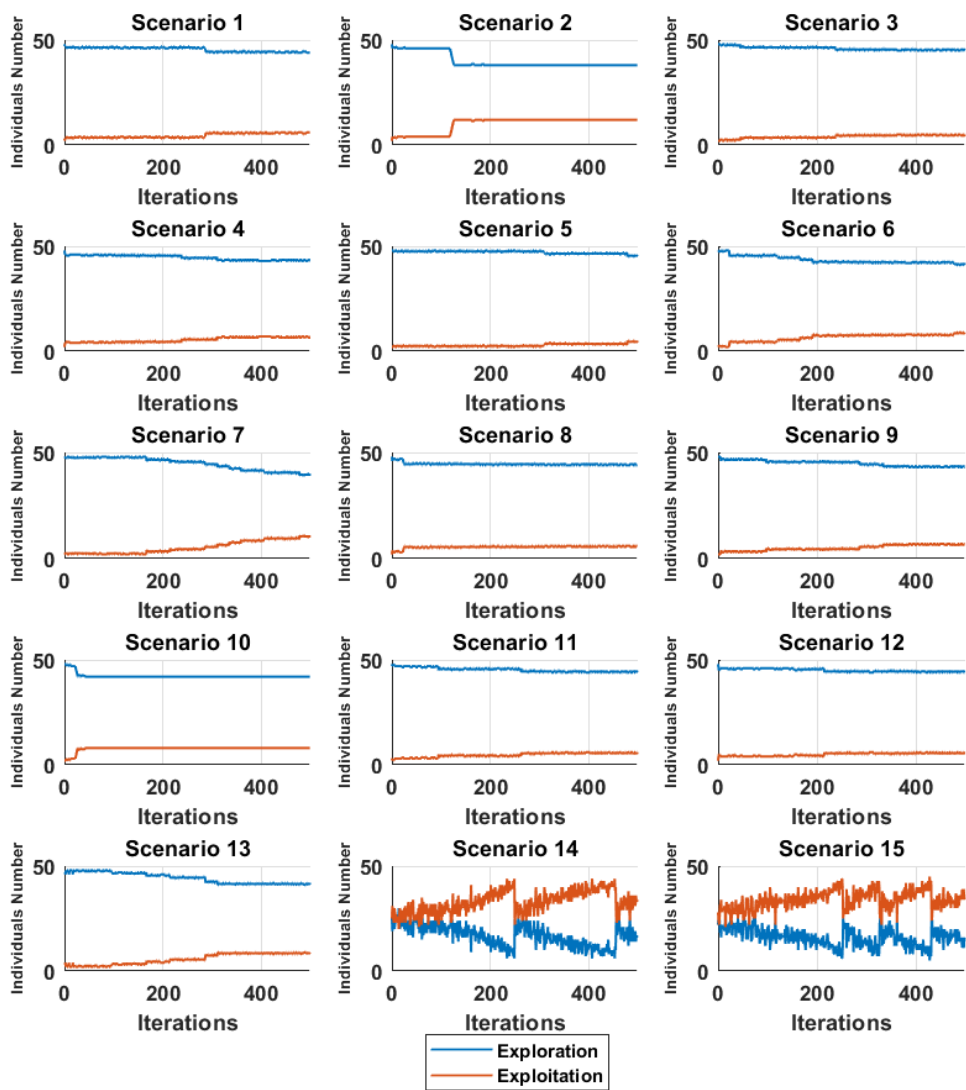 Scenario 1
Individuals Number
50
0
0
200
400
Iterations
Scenario 2
Individuals Number
50
0
0
200
400
Iterations
Scenario 3
Individuals Number
50
0
0
200
400
Iterations
Scenario 4
Individuals Number
50
0
0
200
400
Iterations
Scenario 5
Individuals Number
50
0
0
200
400
Iterations
Scenario 6
Individuals Number
50
0
0
200
400
Iterations
Scenario 7
Individuals Number
50
0
0
200
400
Iterations
Scenario 8
Individuals Number
50
0
0
200
400
Iterations
Scenario 9
Individuals Number
50
0
0
200
400
Iterations
Scenario 10
Individuals Number
50
0
0
200
400
Iterations
Scenario 11
Individuals Number
50
0
0
200
400
Iterations
Scenario 12
Individuals Number
50
0
0
200
400
Iterations
Scenario 13
Individuals Number
50
0
0
200
400
Iterations
Scenario 14
Individuals Number
50
0
0
200
400
Iterations
Scenario 15
Individuals Number
50
0
0
200
400
Iterations
Exploration
Exploitation